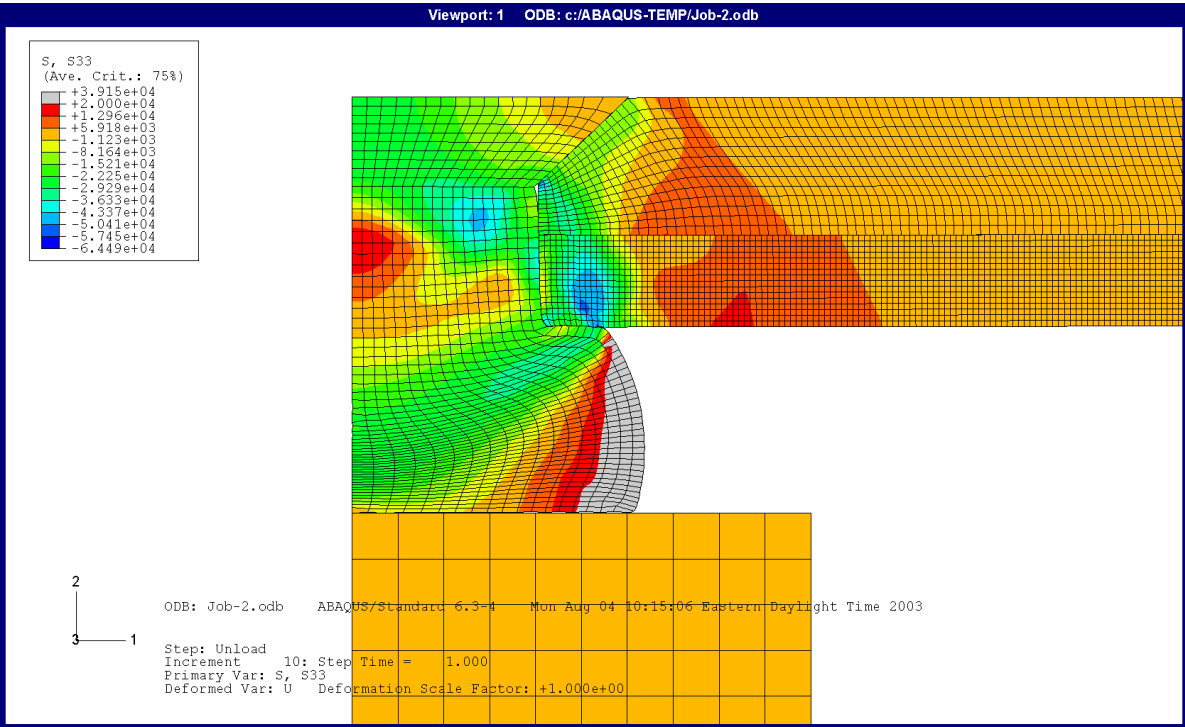 Viewport: 1 ODB: c:/ABAQUS-TEMP/Job-2.odb
S, S33
(Ave. Crit.: 75%)
+3.915e+04
+2.000e+04
+1.296e+04
+5.918e+03
-1.123e+03
-8.164e+03
-1.521e+04
-2.225e+04
-2.929e+04
-3.633e+04
-4.337e+04
-5.041e+04
-5.745e+04
-6.449e+04
2
3 1
ODB: Job-2.odb ABAQUS/Standard 6.3-4 Mon Aug 04 10:15:06 Eastern Daylight Time 2003
Step: Unload
Increment 10: Step Time = 1.000
Primary Var: S, S33
Deformed Var: U Deformation Scale Factor: +1.000e+00